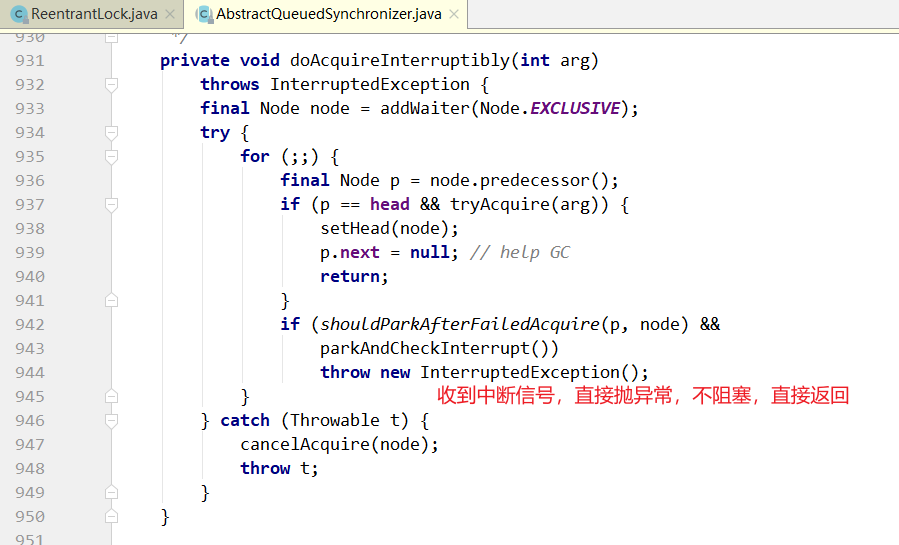 ReentrantLock.java AbstractQueuedSynchronizer.java
930 */
931 private void doAcquireInterruptibly(int arg)
932 throws InterruptedException {
933 final Node node = addWaiter(Node.EXCLUSIVE);
934 try {
935 for (;;) {
936 final Node p = node.predecessor();
937 if (p == head && tryAcquire(arg)) {
938 setHead(node);
939 p.next = null; // help GC
940 return;
941 }
942 if (shouldParkAfterFailedAcquire(p, node) &&
943 parkAndCheckInterrupt())
944 throw new InterruptedException();
945 } 收到中断信号，直接抛异常，不阻塞，直接返回
946 } catch (Throwable t) {
947 cancelAcquire(node);
948 throw t;
949 }
950 }
951